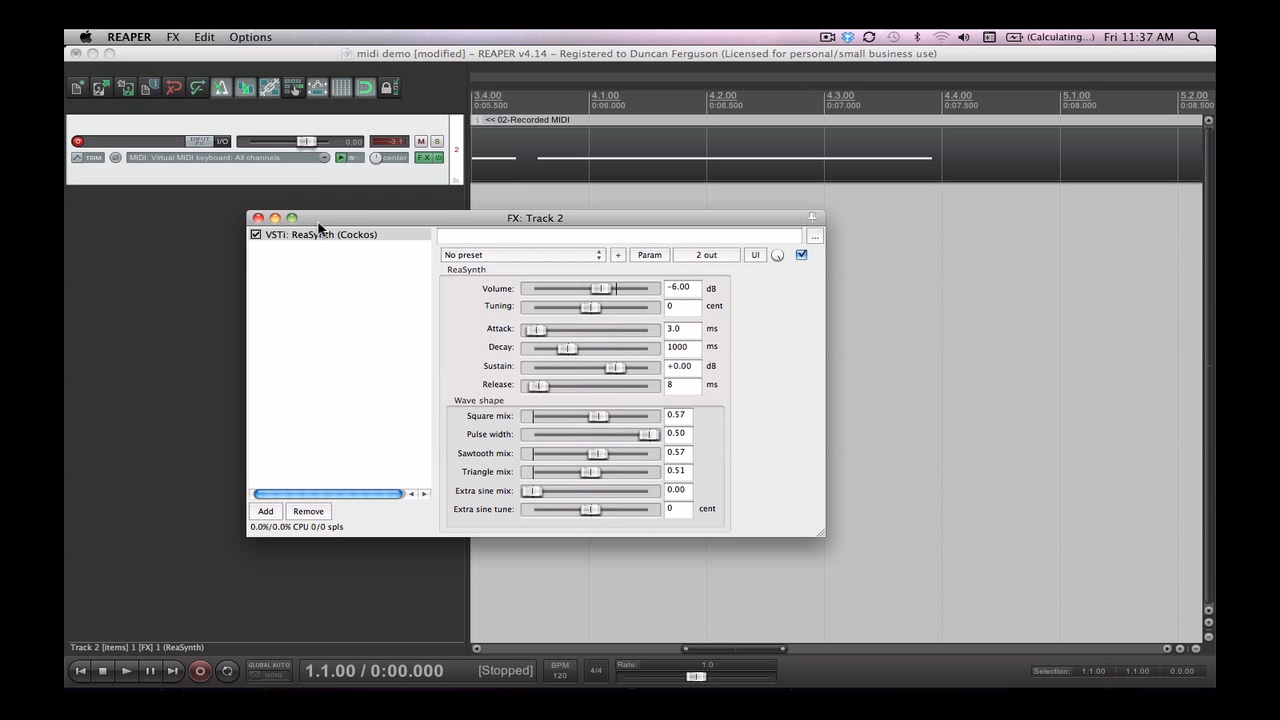 REAPER FX Edit Options (Calculating...) Fri 11:37 AM
midi demo [modified] - REAPER v4.14 - Registered to Duncan Ferguson (Licensed for personal/small business use)
3.4.00 4.1.00 4.2.00 4.3.00 4.4.00 5.1.00 5.2.00
0:05.500 0:06.000 0:06.500 0:07.000 0:07.500 0:08.000 0:08.500
<< 02-Recorded MIDI
INPUT FX I/O 0.00 -3.1 M S
2
TRIM MIDI: Virtual MIDI keyboard: All channels IN center FX
FX: Track 2
VSTi: ReaSynth (Cockos) ...
No preset + Param 2 out UI
ReaSynth
Volume: -6.00 dB
Tuning: 0 cent
Attack: 3.0 ms
Decay: 1000 ms
Sustain: +0.00 dB
Release: 8 ms
Wave shape
Square mix: 0.57
Pulse width: 0.50
Sawtooth mix: 0.57
Triangle mix: 0.51
Extra sine mix: 0.00
Extra sine tune: 0 cent
Add Remove
0.0%/0.0% CPU 0/0 spls
Track 2 [items] 1 [FX] 1 (ReaSynth)
GLOBAL AUTO
NONE
1.1.00 / 0:00.000 [Stopped]
BPM
120
4/4
Rate: 1.0
Selection: 1.1.00 1.1.00 0.0.00